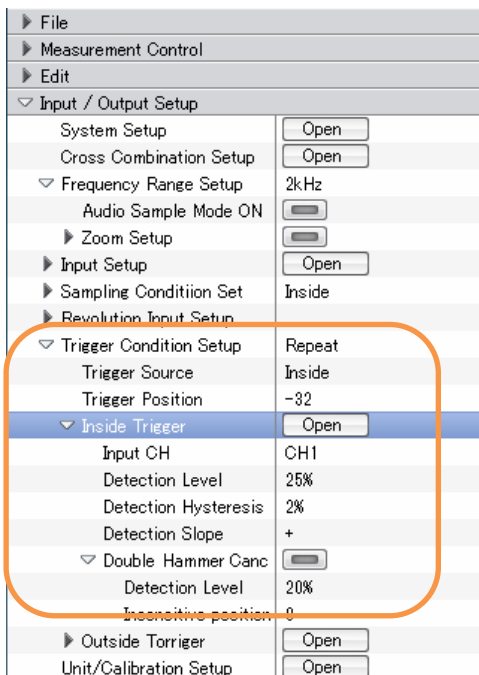 File
Measurement Control
Edit
Input / Output Setup
System Setup Open
Cross Combination Setup Open
Frequency Range Setup 2kHz
Audio Sample Mode ON
Zoom Setup
Input Setup Open
Sampling Conditiion Set Inside
Revolution Input Setup
Trigger Condition Setup Repeat
Trigger Source Inside
Trigger Position -32
Inside Trigger Open
Input CH CH1
Detection Level 25%
Detection Hysteresis 2%
Detection Slope +
Double Hammer Canc
Detection Level 20%
Insensitive position 0
Outside Torriger Open
Unit/Calibration Setup Open